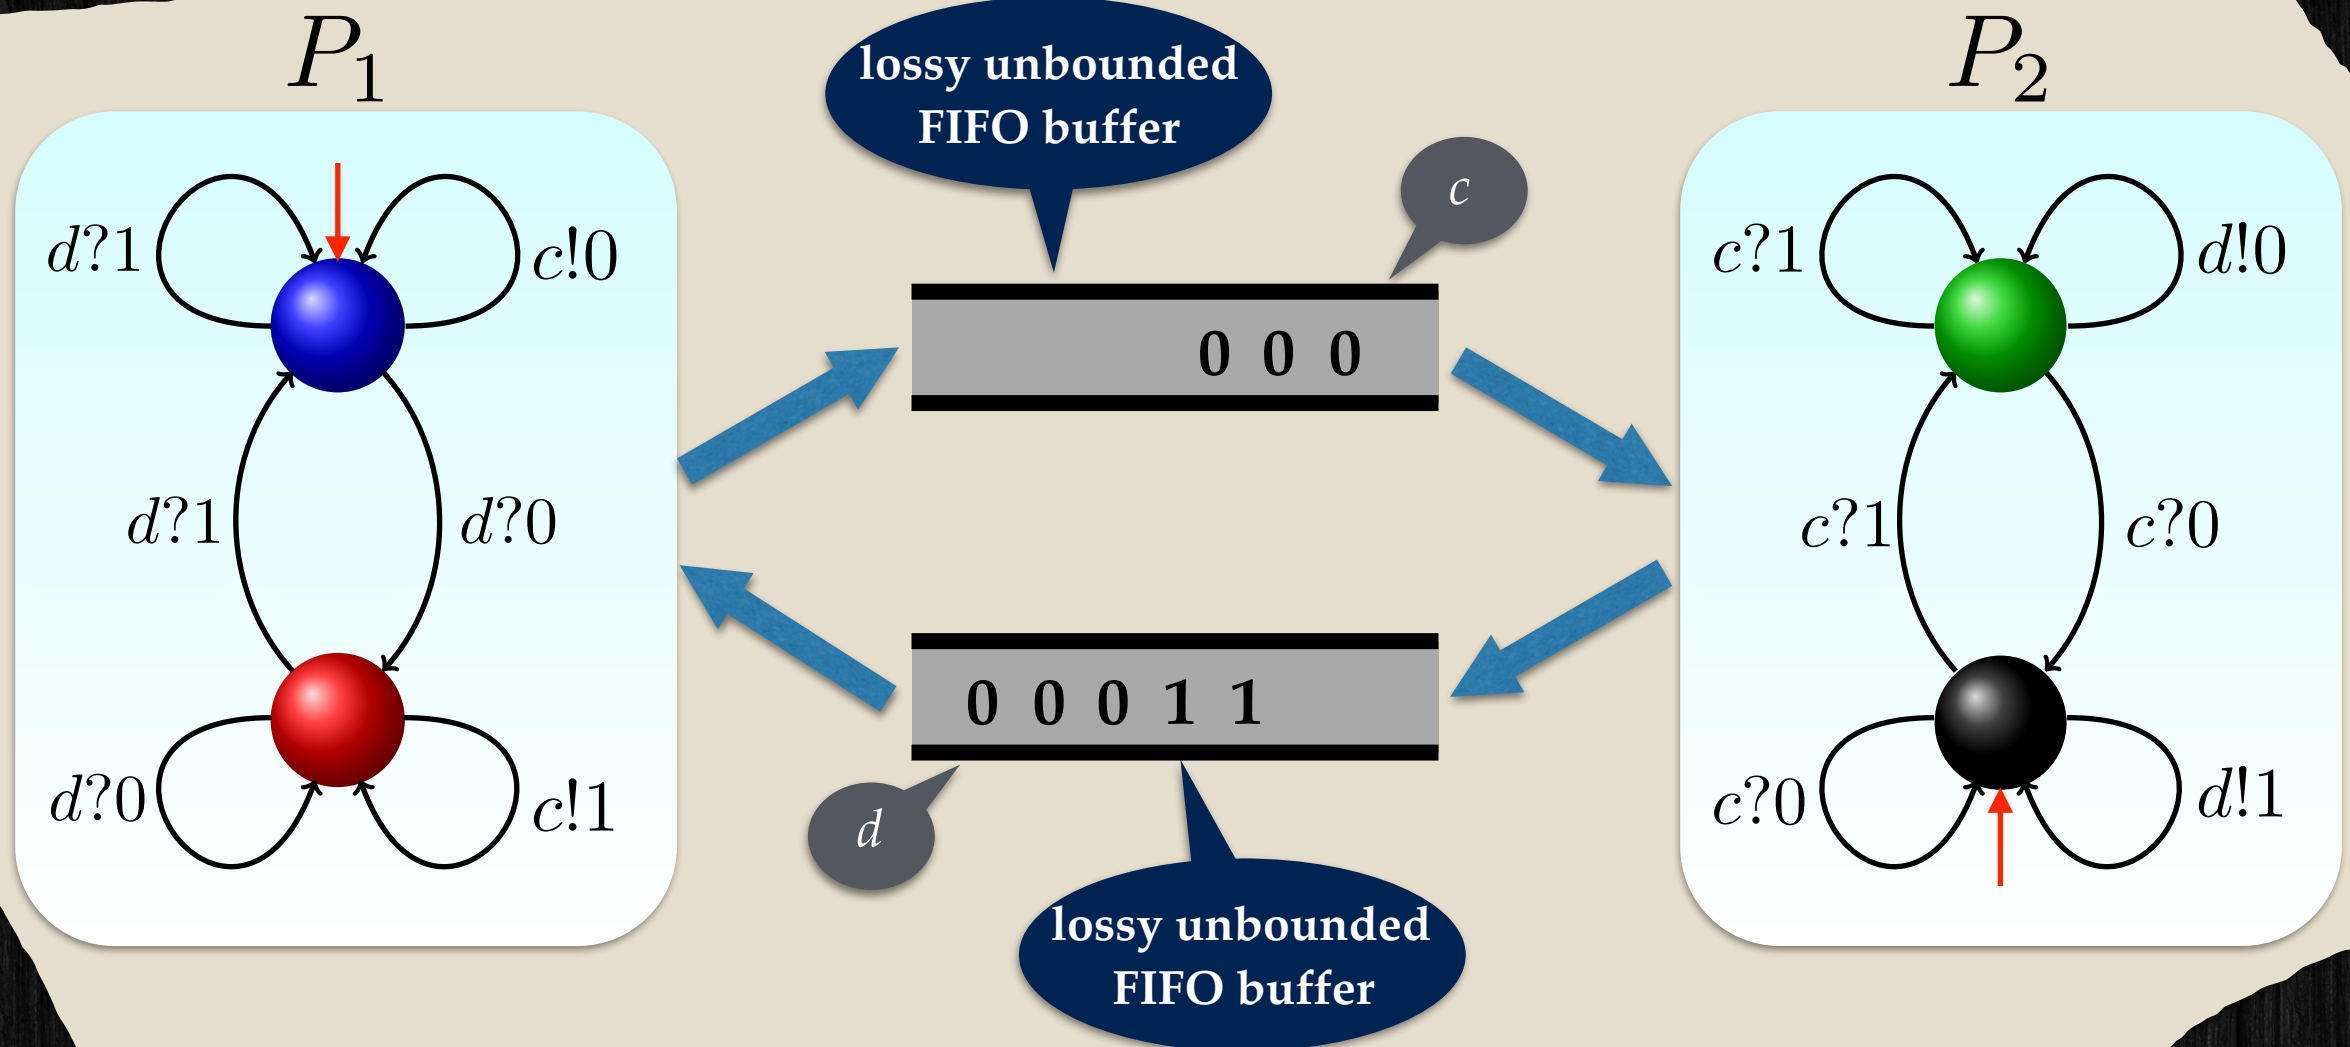 P₁
d?1
c!0
d?1
d?0
d?0
c!1
lossy unbounded
FIFO buffer
c
0 0 0
0 0 0 1 1
d
lossy unbounded
FIFO buffer
P₂
c?1
d!0
c?1
c?0
c?0
d!1